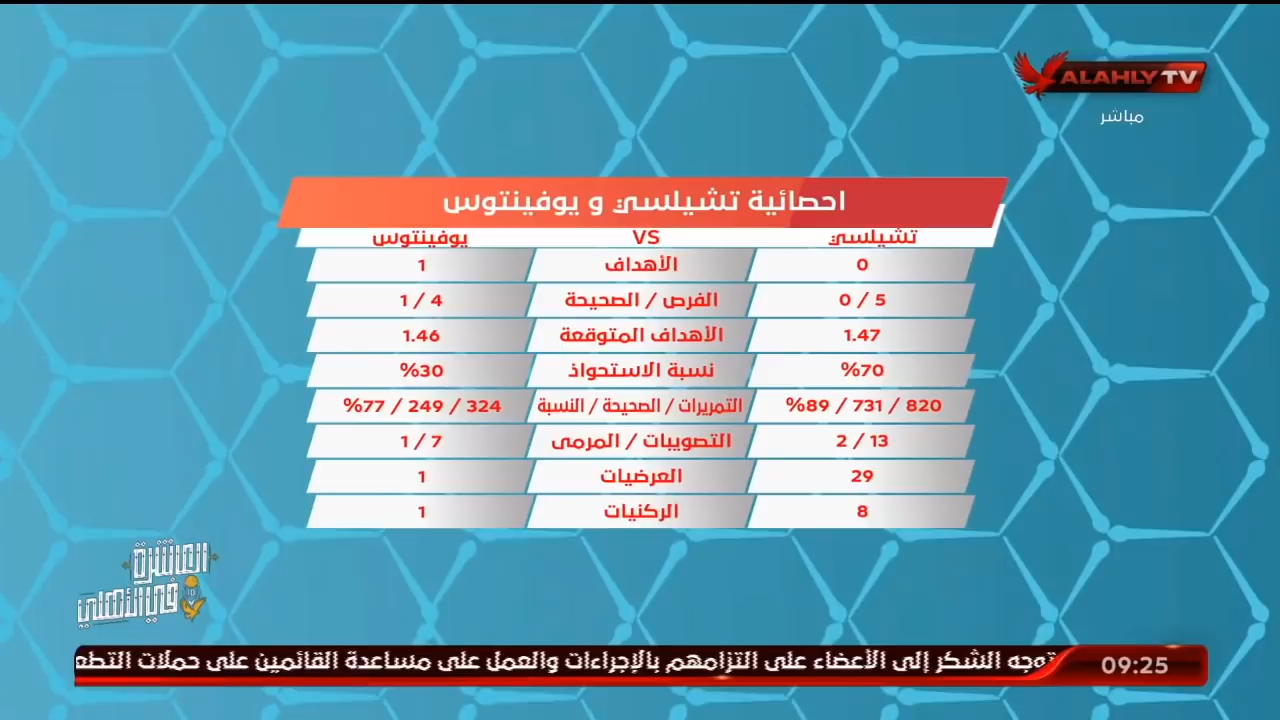 ALAHLY TV
مباشر
احصائية تشيلسي و يوفينتوس
تشيلسي VS يوفينتوس
0 الأهداف 1
0 / 5 الفرص / الصحيحة 1 / 4
1.47 الأهداف المتوقعة 1.46
%70 نسبة الاستحواذ %30
%89 / 731 / 820 التمريرات / الصحيحة / النسبة %77 / 249 / 324
2 / 13 التصويبات / المرمى 1 / 7
29 العرضيات 1
8 الركنيات 1
العاشرة
في الأهلي
10
09:25 توجه الشكر إلى الأعضاء على التزامهم بالإجراءات والعمل على مساعدة القائمين على حملات التطع